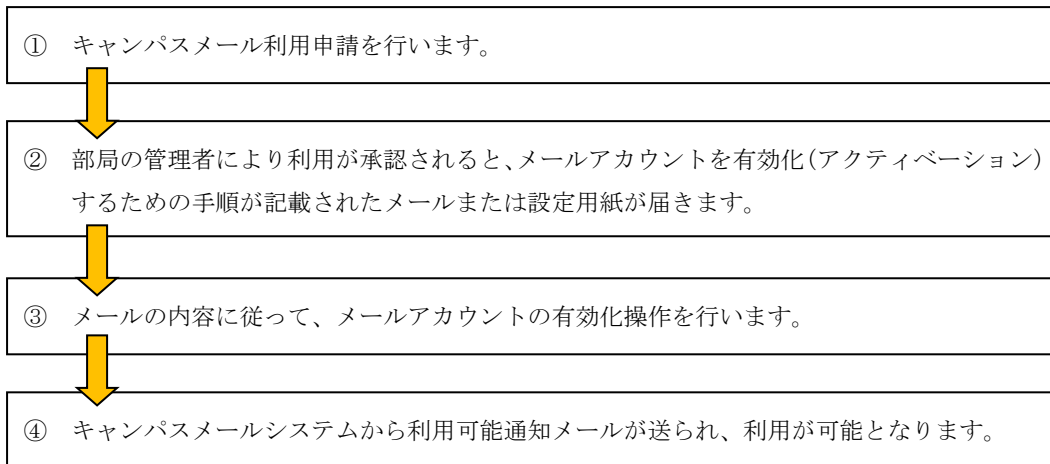 ① キャンパスメール利用申請を行います。
② 部局の管理者により利用が承認されると、メールアカウントを有効化(アクティベーション)
するための手順が記載されたメールまたは設定用紙が届きます。
③ メールの内容に従って、メールアカウントの有効化操作を行います。
④ キャンパスメールシステムから利用可能通知メールが送られ、利用が可能となります。